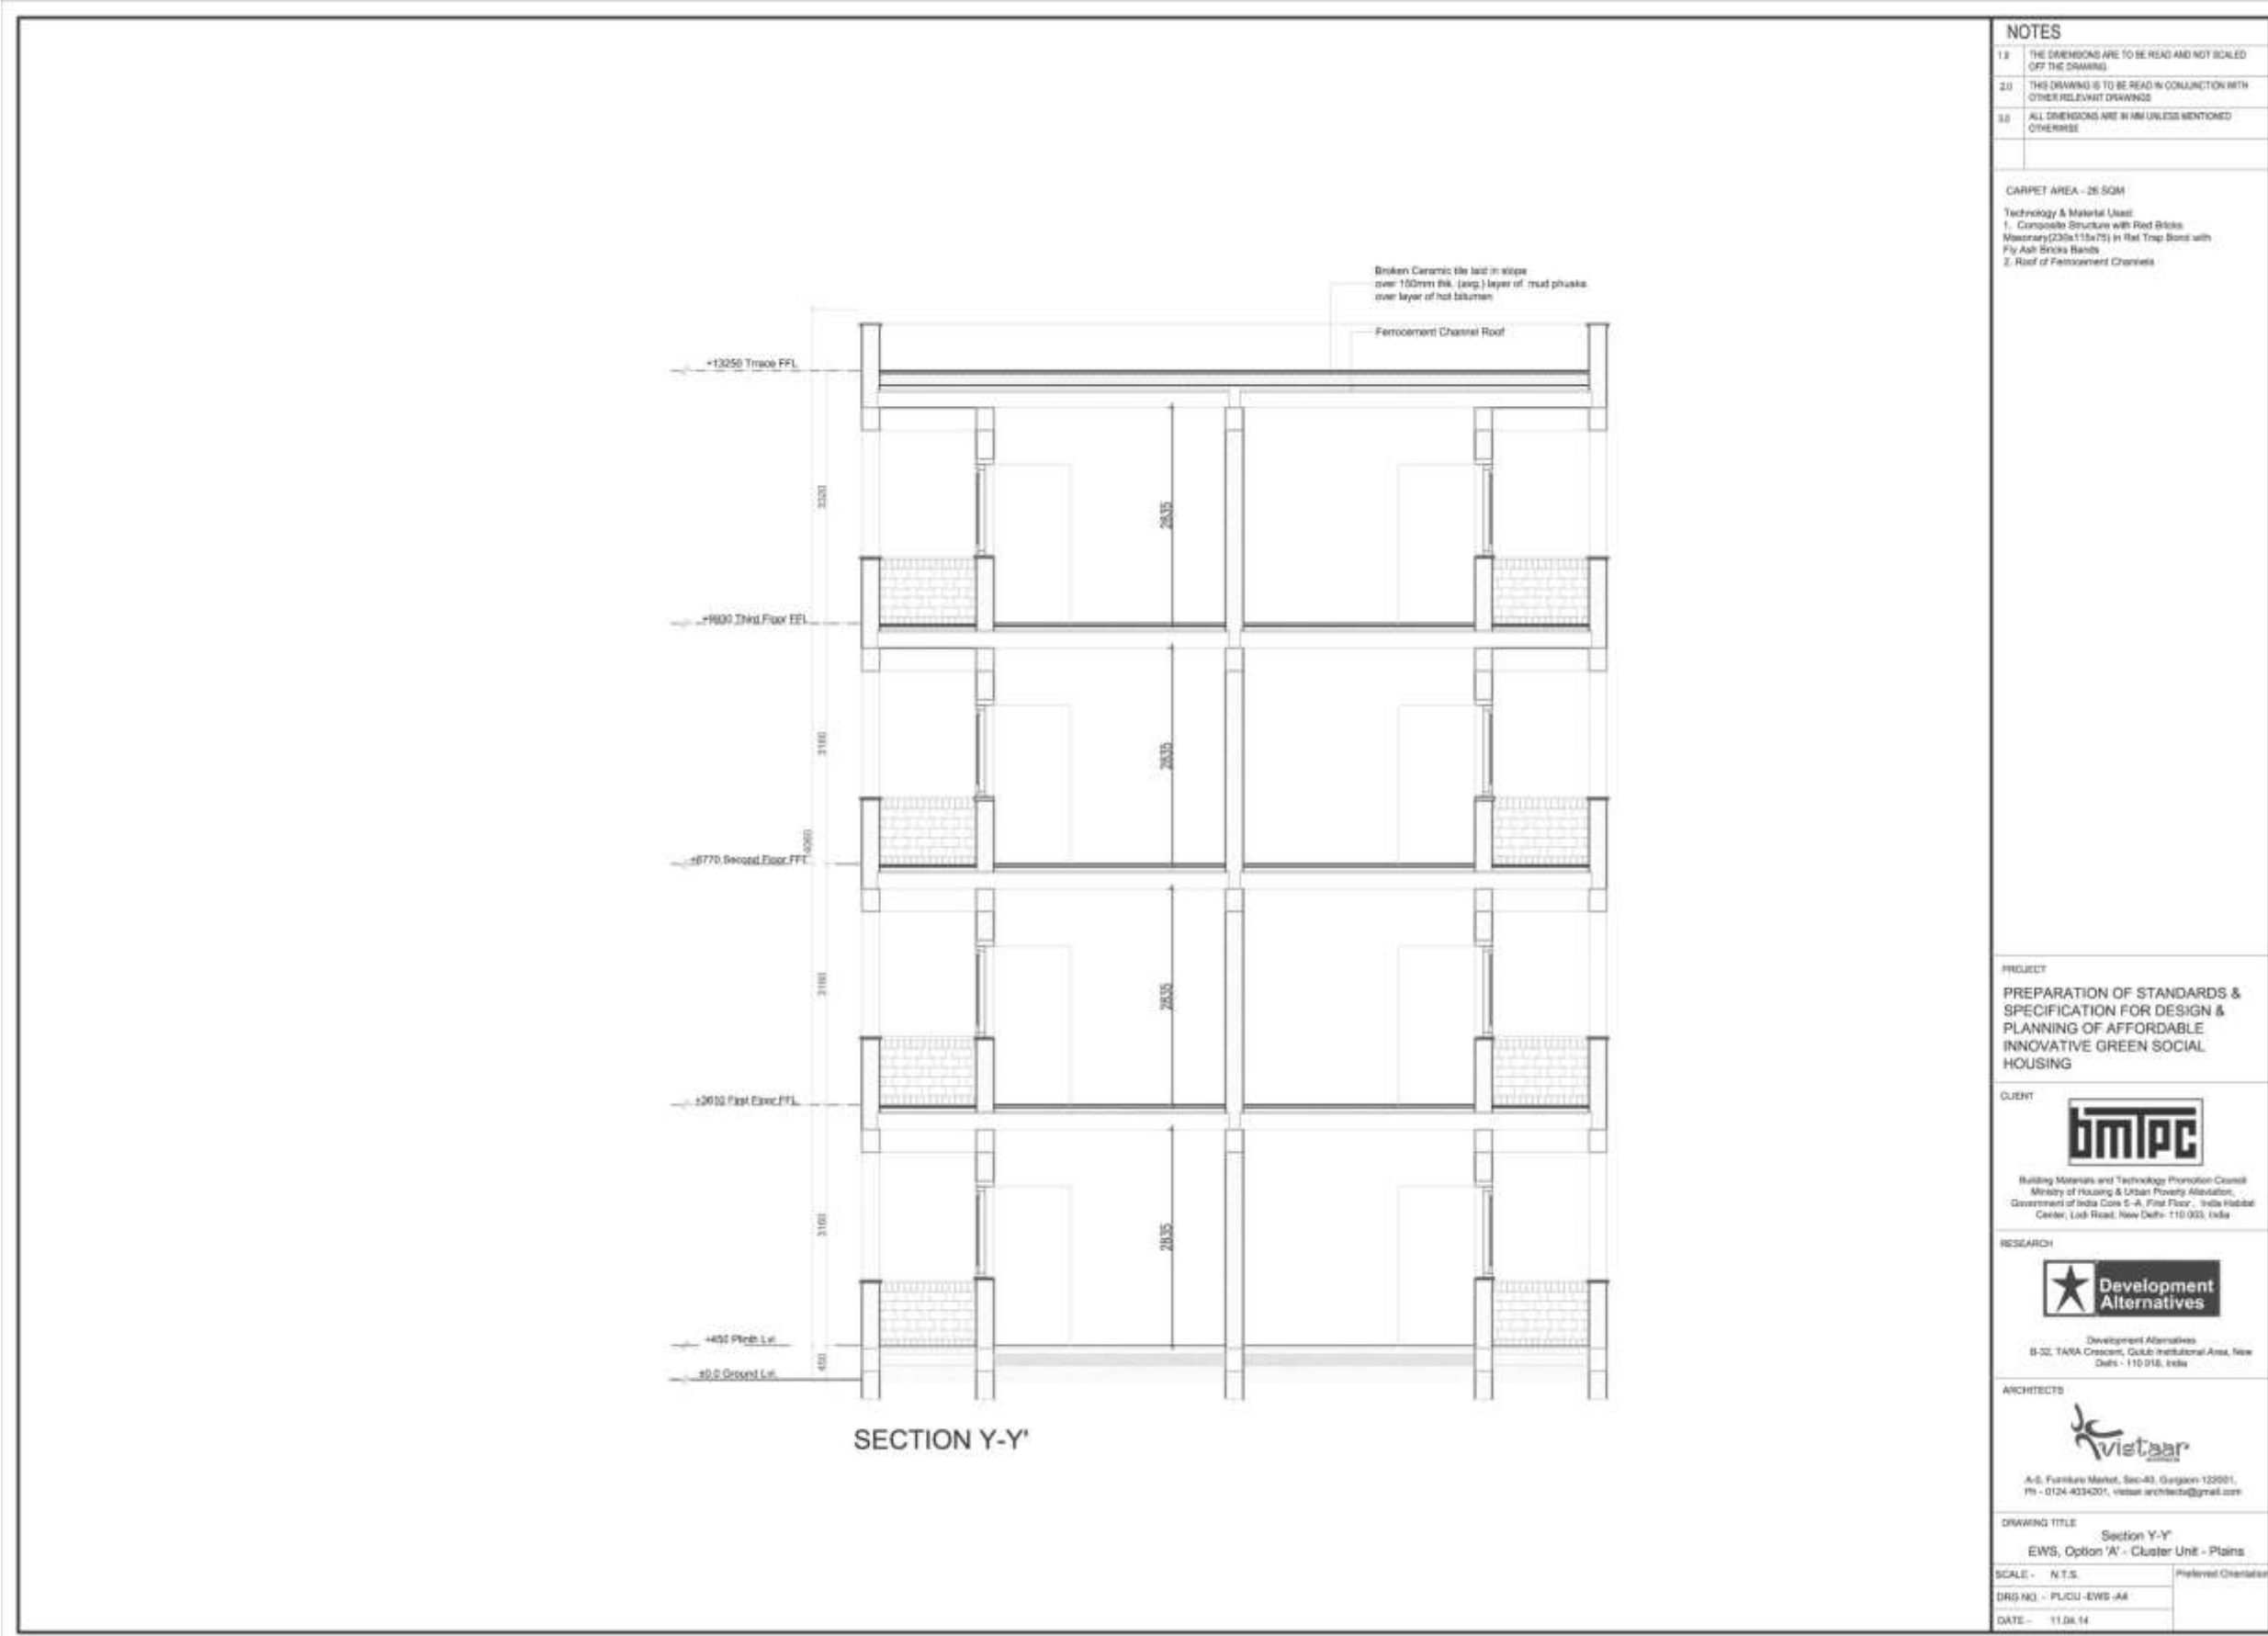 NOTES
1.0 THE DIMENSIONS ARE TO BE READ AND NOT SCALED
OFF THE DRAWING.
2.0 THIS DRAWING IS TO BE READ IN CONJUNCTION WITH
OTHER RELEVANT DRAWINGS
3.0 ALL DIMENSIONS ARE IN MM UNLESS MENTIONED
OTHERWISE
CARPET AREA - 26 SQM
Technology & Material Used:
1. Composite Structure with Red Bricks
Masonary(230x115x75) in Rat Trap Bond with
Fly Ash Bricks Bands
2. Roof of Ferrocement Channels
Broken Ceramic tile laid in slope
over 150mm thk. (avg.) layer of mud phuska
over layer of hot bitumen
Ferrocement Channel Roof
+13250 Trrace FFL
3320
2835
+9930 Third Floor FFL
3160
2835
+6770 Second Floor FFL
3160
2835
+3610 First Floor FFL
3160
2835
+450 Plinth Lvl.
450
±0.0 Ground Lvl.
SECTION Y-Y'
PROJECT
PREPARATION OF STANDARDS &
SPECIFICATION FOR DESIGN &
PLANNING OF AFFORDABLE
INNOVATIVE GREEN SOCIAL
HOUSING
CLIENT
bmtpc
Building Materials and Technology Promotion Council
Ministry of Housing & Urban Poverty Alleviation,
Government of India Core 5 -A, First Floor , India Habitat
Center, Lodi Road, New Delhi- 110 003, India
RESEARCH
Development
Alternatives
Development Alternatives
B-32, TARA Crescent, Qutub Institutional Area, New
Delhi - 110 016, India
ARCHITECTS
vistaar
Furniture Market, Sec-40, Gurgaon-122001,
Ph - 0124 4034201, vistaar.architects@gmail.com
DRAWING TITLE
Section Y-Y'
EWS, Option 'A' - Cluster Unit - Plains
SCALE - N.T.S.
Preferred Orientation
DRG NO. - PL/CU -EWS -A4
DATE - 11.04.14